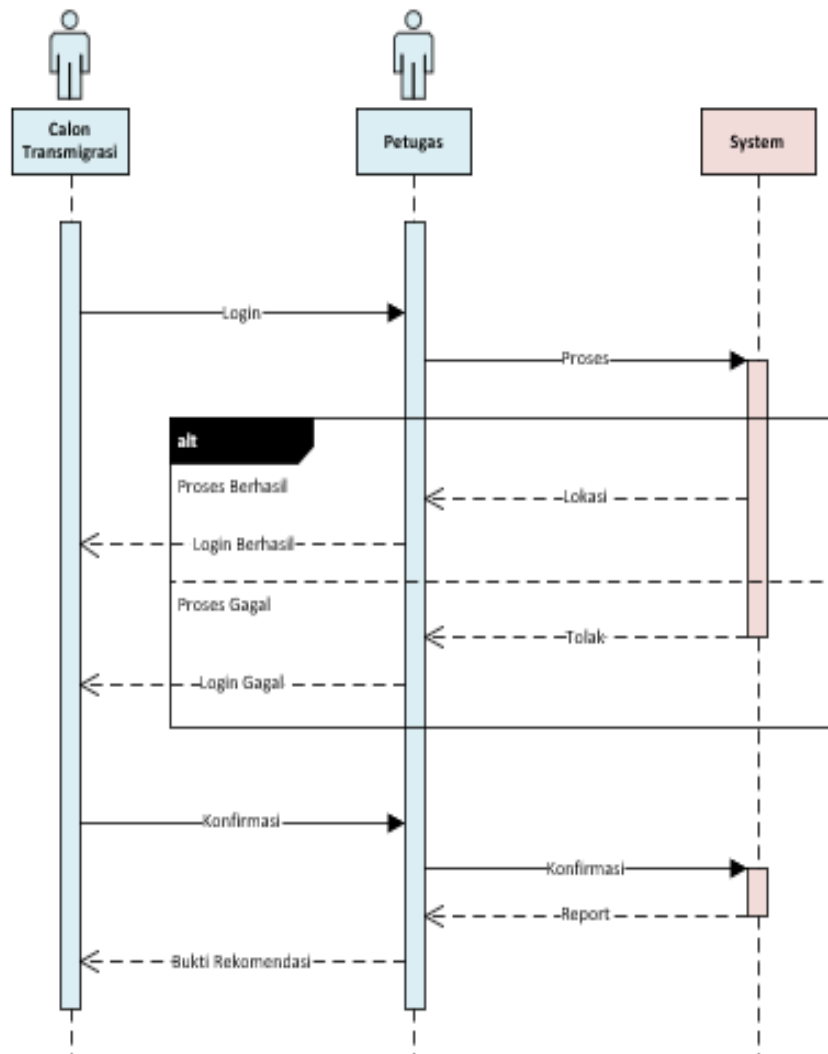 Calon
Transmigrasi
Petugas
System
Login
Proses
alt
Proses Berhasil
Lokasi
Login Berhasil
Proses Gagal
Tolak
Login Gagal
Konfirmasi
Konfirmasi
Report
Bukti Rekomendasi